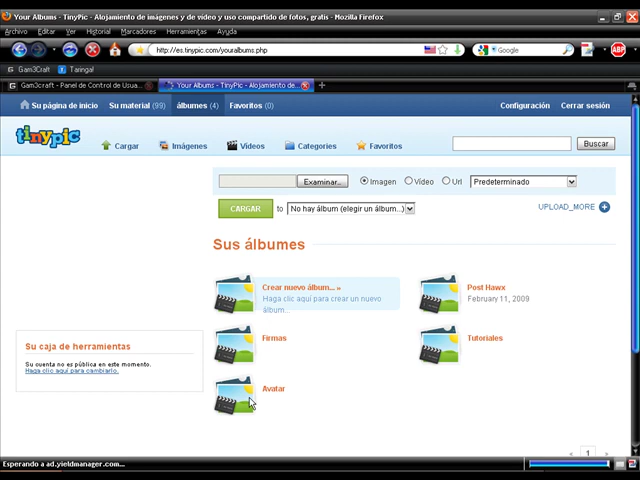 Your Albums - TinyPic - Alojamiento de imágenes y de vídeo y uso compartido de fotos, gratis - Mozilla Firefox
Archivo Editar Ver Historial Marcadores Herramientas Ayuda
http://es.tinypic.com/youralbums.php
Google
ABP
Gam3Craft Taringa!
Gam3craft - Panel de Control de Usua...
Your Albums - TinyPic - Alojamiento de...
Su página de inicio Su material (99) álbumes (4) Favoritos (0) Configuración Cerrar sesión
tinypic
Cargar Imágenes Vídeos Categories Favoritos Buscar
Examinar... Imagen Vídeo Url Predeterminado
CARGAR to No hay álbum (elegir un álbum...) UPLOAD_MORE
Sus álbumes
Crear nuevo álbum... »
Haga clic aquí para crear un nuevo
álbum...
Post Hawx
February 11, 2009
Firmas
Tutoriales
Avatar
Su caja de herramientas
Su cuenta no es pública en este momento.
Haga clic aquí para cambiarlo.
1
Esperando a ad.yieldmanager.com...